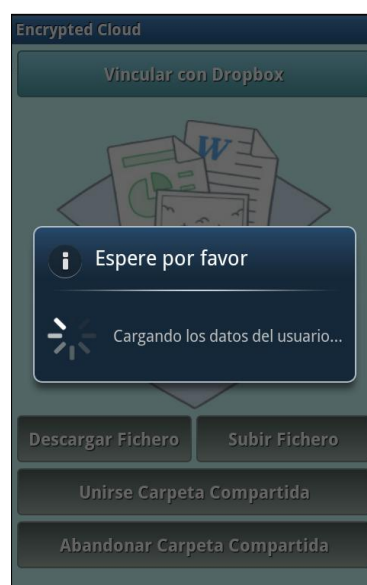 Encrypted Cloud
Vincular con Dropbox
W
Espere por favor
Cargando los datos del usuario...
Descargar Fichero
Subir Fichero
Unirse Carpeta Compartida
Abandonar Carpeta Compartida